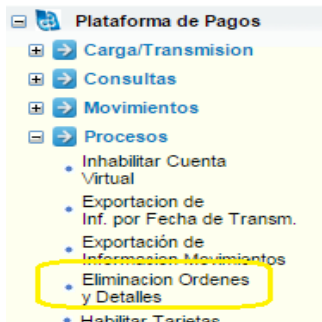 Plataforma de Pagos
Carga/Transmision
Consultas
Movimientos
Procesos
Inhabilitar Cuenta
Virtual
Exportacion de
Inf. por Fecha de Transm.
Exportación de
Informacion Movimientos
Eliminacion Ordenes
y Detalles
Habilitar Tarjetas